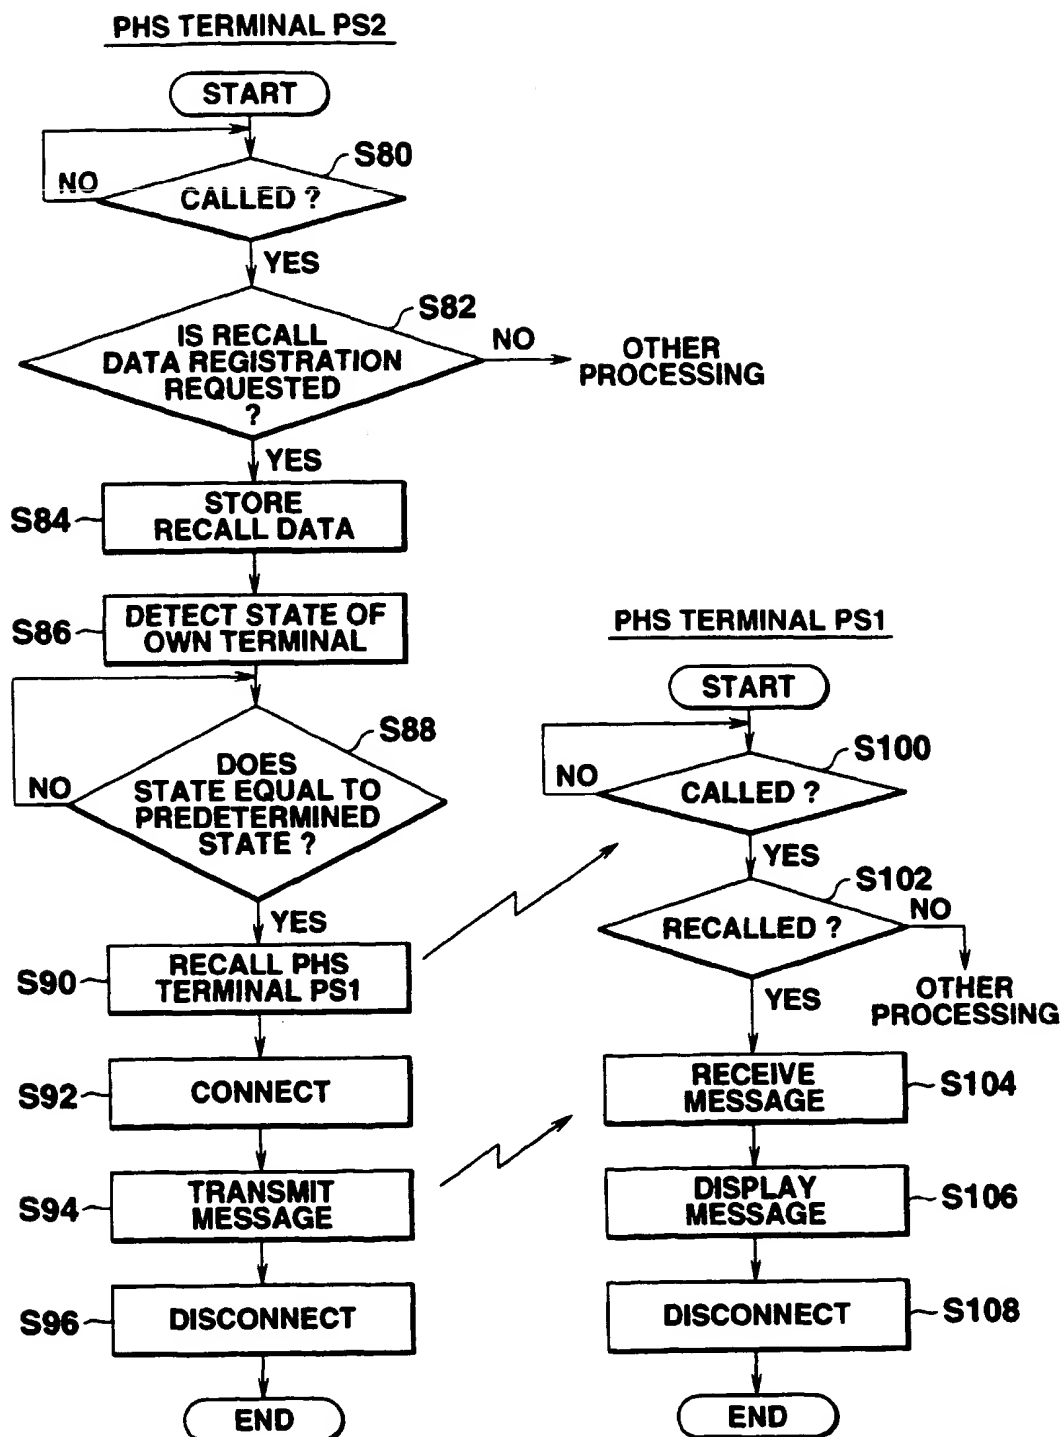 PHS TERMINAL PS2
START
S80
NO
CALLED ?
YES
S82
IS RECALL
DATA REGISTRATION
REQUESTED
?
NO
OTHER
PROCESSING
YES
S84
STORE
RECALL DATA
S86
DETECT STATE OF
OWN TERMINAL
S88
NO
DOES
STATE EQUAL TO
PREDETERMINED
STATE ?
YES
S90
RECALL PHS
TERMINAL PS1
S92
CONNECT
S94
TRANSMIT
MESSAGE
S96
DISCONNECT
END
PHS TERMINAL PS1
START
S100
NO
CALLED ?
YES
S102
RECALLED ?
NO
OTHER
PROCESSING
YES
RECEIVE
MESSAGE
S104
DISPLAY
MESSAGE
S106
DISCONNECT
S108
END